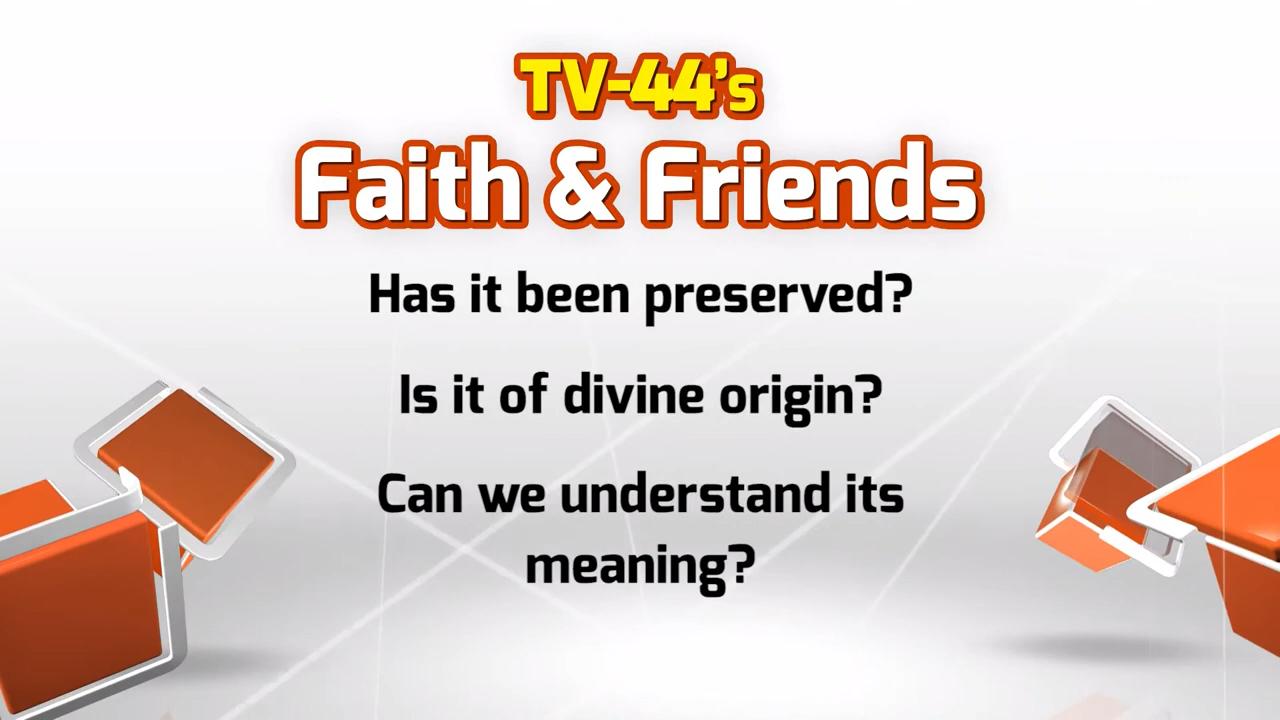 TV-44's
Faith & Friends
Has it been preserved?
Is it of divine origin?
Can we understand its
meaning?